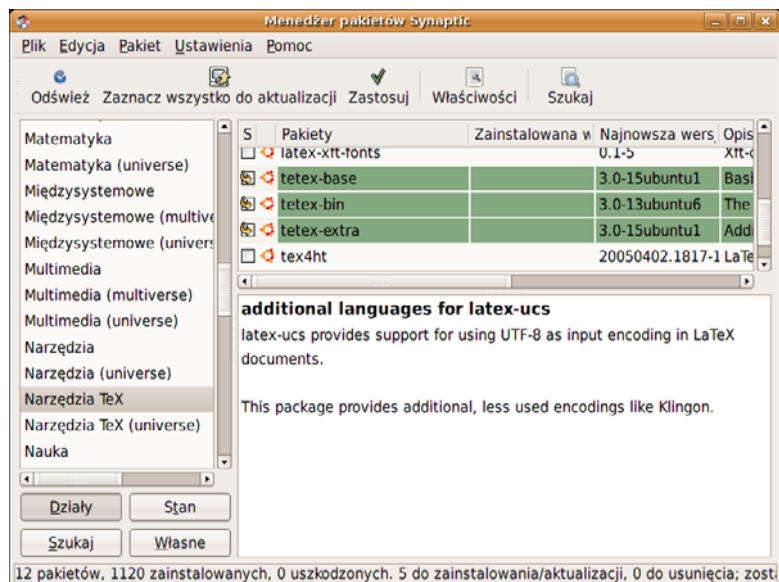 Menedżer pakietów Synaptic
Plik Edycja Pakiet Ustawienia Pomoc
Odśwież Zaznacz wszystko do aktualizacji Zastosuj Właściwości Szukaj
S Pakiety Zainstalowana w Najnowsza wers Opis
Matematyka
Matematyka (universe)
Międzysystemowe
Międzysystemowe (multive
Międzysystemowe (univers
Multimedia
Multimedia (multiverse)
Multimedia (universe)
Narzędzia
Narzędzia (universe)
Narzędzia TeX
Narzędzia TeX (universe)
Nauka
latex-xft-fonts 0.1-5 Xft-c
tetex-base 3.0-15ubuntu1 Basi
tetex-bin 3.0-13ubuntu6 The
tetex-extra 3.0-15ubuntu1 Addi
tex4ht 20050402.1817-1 LaTe
additional languages for latex-ucs
latex-ucs provides support for using UTF-8 as input encoding in LaTeX
documents.
This package provides additional, less used encodings like Klingon.
Działy Stan
Szukaj Własne
12 pakietów, 1120 zainstalowanych, 0 uszkodzonych. 5 do zainstalowania/aktualizacji, 0 do usunięcia; zost